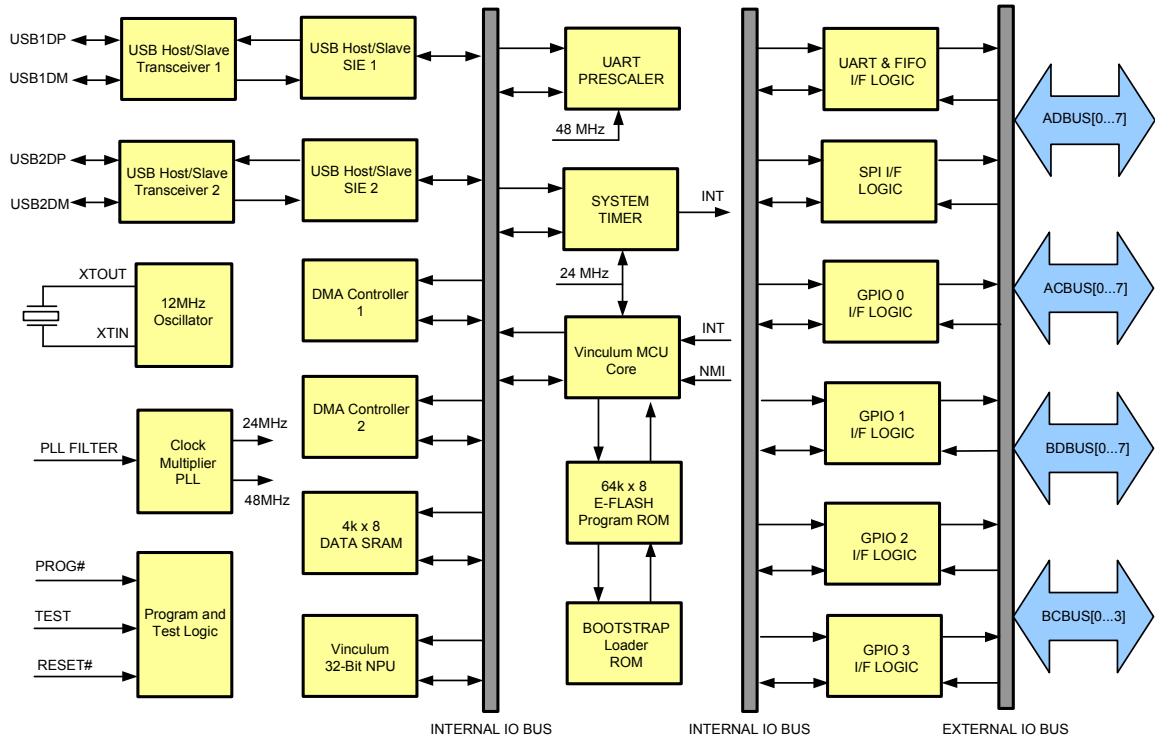 USB1DP
USB1DM
USB Host/Slave
Transceiver 1
USB Host/Slave
SIE 1
USB2DP
USB2DM
USB Host/Slave
Transceiver 2
USB Host/Slave
SIE 2
XTOUT
XTIN
12MHz
Oscillator
PLL FILTER
Clock
Multiplier
PLL
24MHz
48MHz
PROG#
TEST
RESET#
Program and
Test Logic
DMA Controller
1
DMA Controller
2
4k x 8
DATA SRAM
Vinculum
32-Bit NPU
INTERNAL IO BUS
UART
PRESCALER
48 MHz
SYSTEM
TIMER
INT
24 MHz
Vinculum MCU
Core
INT
NMI
64k x 8
E-FLASH
Program ROM
BOOTSTRAP
Loader
ROM
INTERNAL IO BUS
UART & FIFO
I/F LOGIC
SPI I/F
LOGIC
GPIO 0
I/F LOGIC
GPIO 1
I/F LOGIC
GPIO 2
I/F LOGIC
GPIO 3
I/F LOGIC
EXTERNAL IO BUS
ADBUS[0...7]
ACBUS[0...7]
BDBUS[0...7]
BCBUS[0...3]